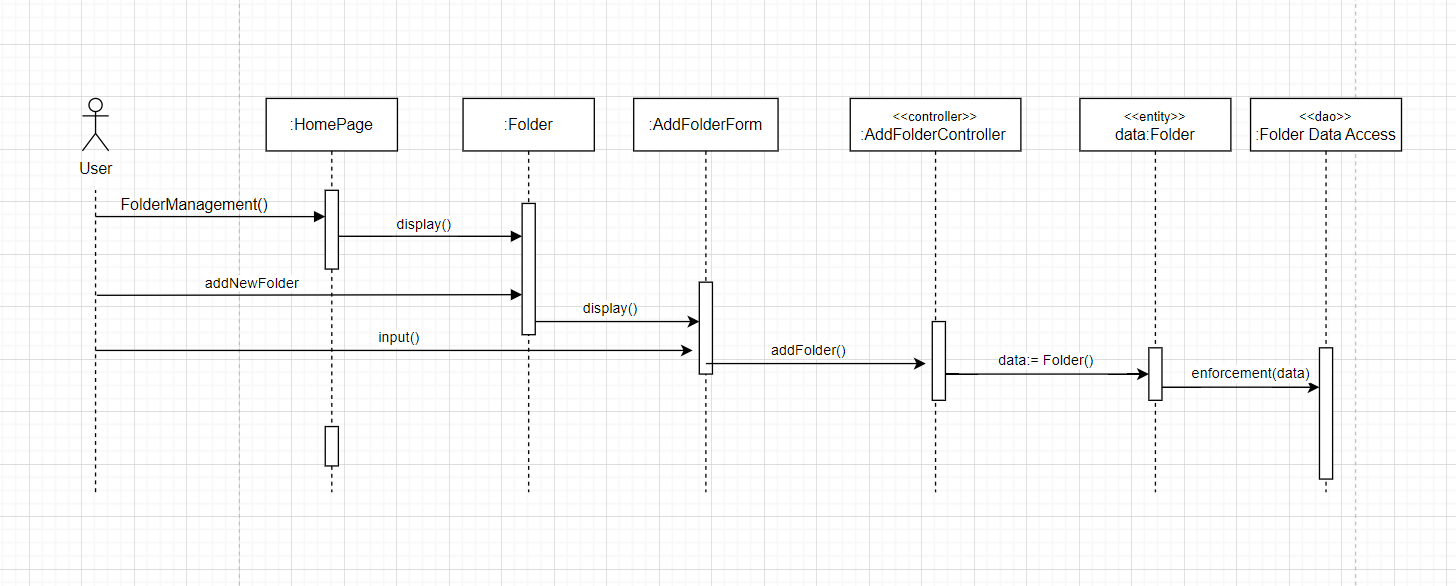 :HomePage
:Folder
:AddFolderForm
<<controller>>
:AddFolderController
<<entity>>
data:Folder
<<dao>>
:Folder Data Access
User
FolderManagement()
display()
addNewFolder
display()
input()
addFolder()
data:= Folder()
enforcement(data)